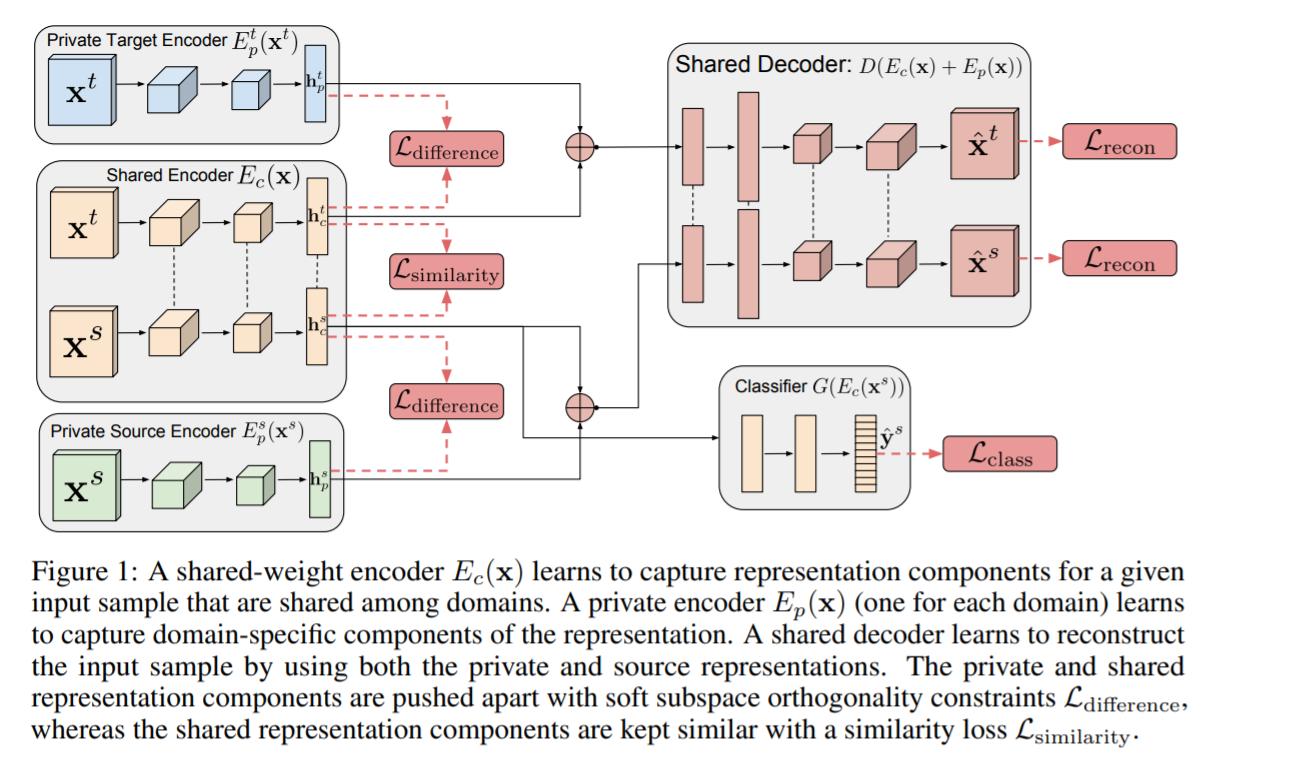 Private Target Encoder $E_p^t(\mathbf{x}^t)$
$\mathbf{x}^t$
$\mathbf{h}_p^t$
$\mathcal{L}_{\text{difference}}$
Shared Encoder $E_c(\mathbf{x})$
$\mathbf{x}^t$
$\mathbf{h}_c^t$
$\mathcal{L}_{\text{similarity}}$
$\mathbf{x}^s$
$\mathbf{h}_c^s$
$\mathcal{L}_{\text{difference}}$
Private Source Encoder $E_p^s(\mathbf{x}^s)$
$\mathbf{x}^s$
$\mathbf{h}_p^s$
Shared Decoder: $D(E_c(\mathbf{x}) + E_p(\mathbf{x}))$
$\hat{\mathbf{x}}^t$
$\mathcal{L}_{\text{recon}}$
$\hat{\mathbf{x}}^s$
$\mathcal{L}_{\text{recon}}$
Classifier $G(E_c(\mathbf{x}^s))$
$\hat{\mathbf{y}}^s$
$\mathcal{L}_{\text{class}}$
Figure 1: A shared-weight encoder $E_c(\mathbf{x})$ learns to capture representation components for a given
input sample that are shared among domains. A private encoder $E_p(\mathbf{x})$ (one for each domain) learns
to capture domain-specific components of the representation. A shared decoder learns to reconstruct
the input sample by using both the private and source representations. The private and shared
representation components are pushed apart with soft subspace orthogonality constraints $\mathcal{L}_{\text{difference}}$,
whereas the shared representation components are kept similar with a similarity loss $\mathcal{L}_{\text{similarity}}$.